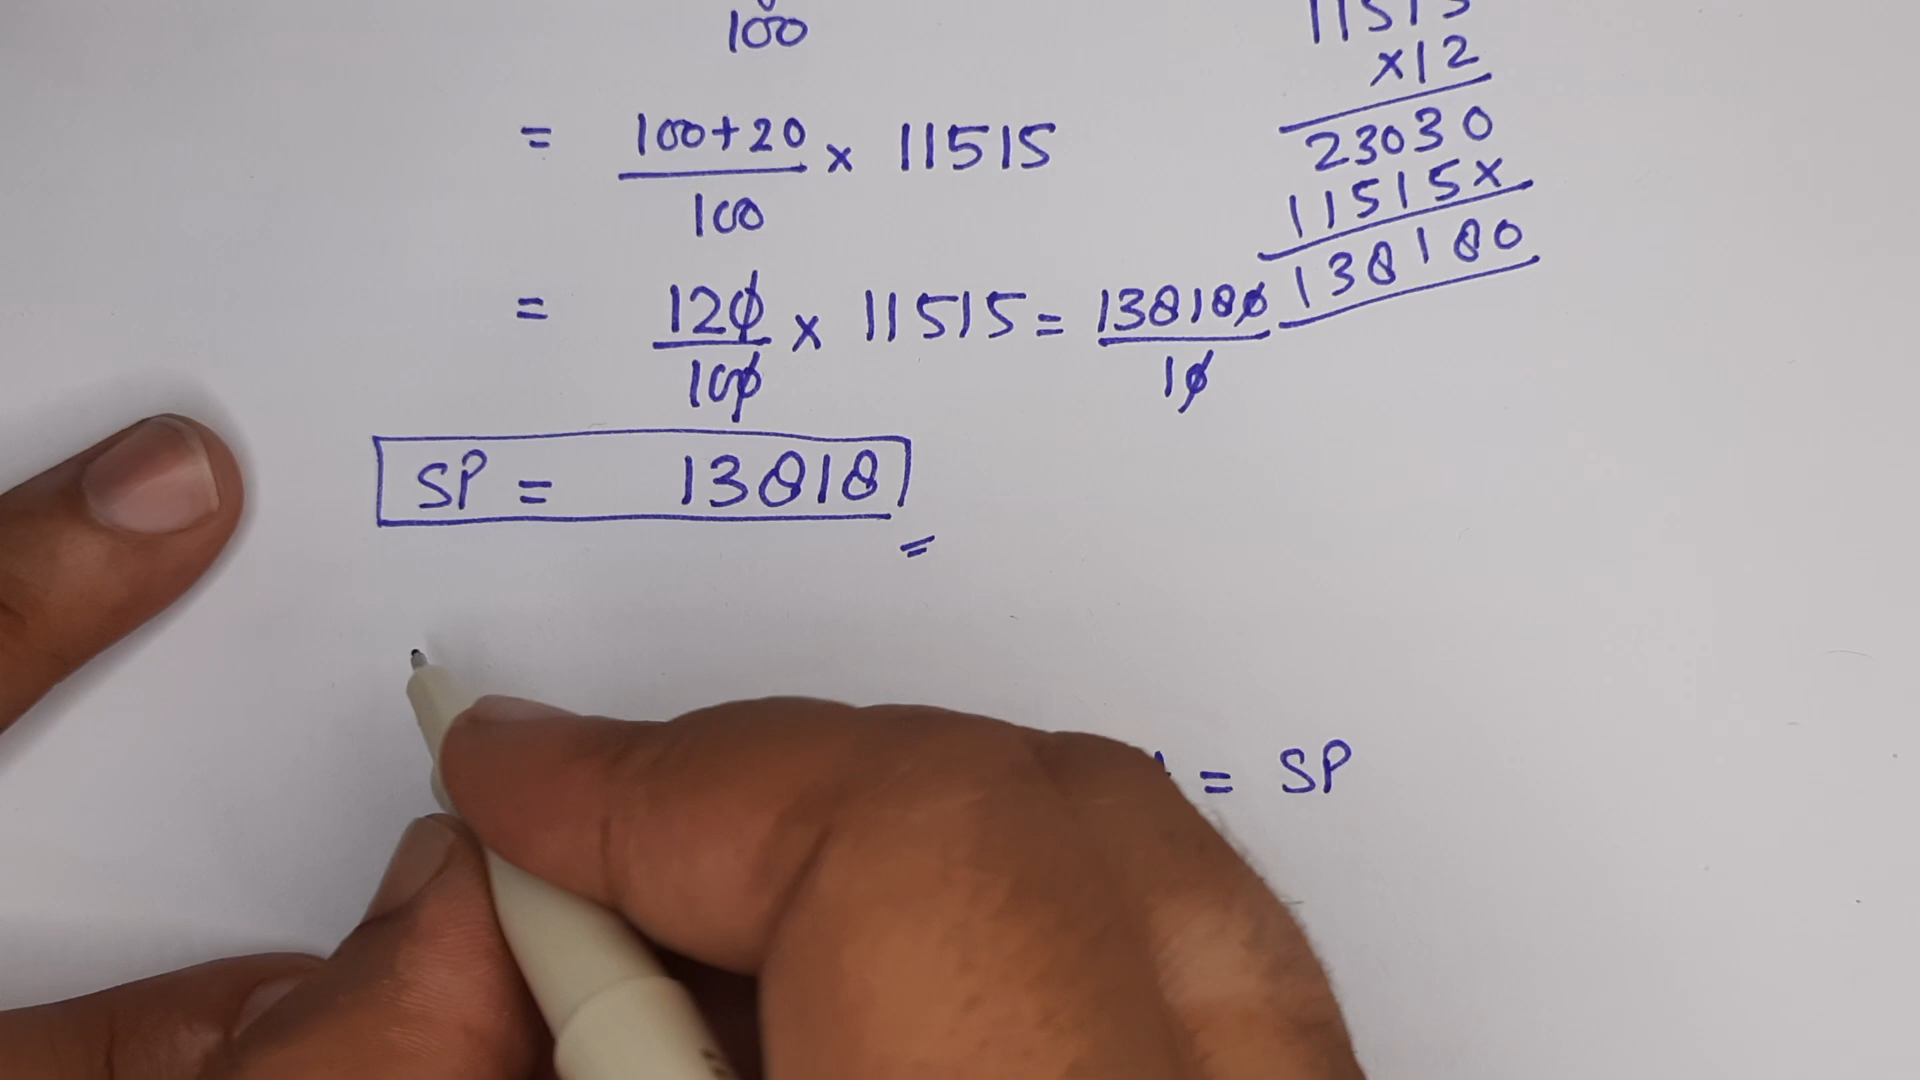 100
= 100+20 / 100 × 11515
= 120 / 100 × 11515 = 138180 / 10
SP = 13818
= SP
11515
×12
23030
11515×
138180